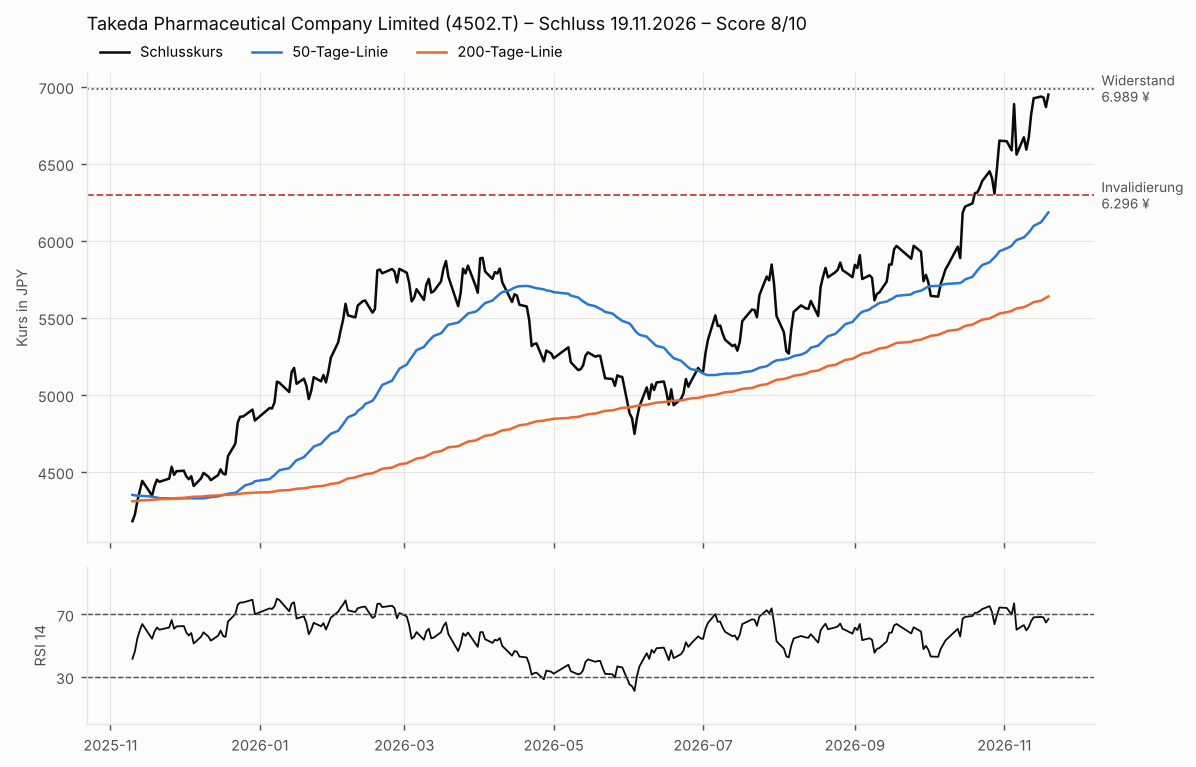 Takeda Pharmaceutical Company Limited (4502.T) – Schluss 19.11.2026 – Score 8/10
Schlusskurs 50-Tage-Linie 200-Tage-Linie
Kurs in JPY
7000
6500
6000
5500
5000
4500
Widerstand
6.989 ¥
Invalidierung
6.296 ¥
RSI 14
70
30
2025-11 2026-01 2026-03 2026-05 2026-07 2026-09 2026-11